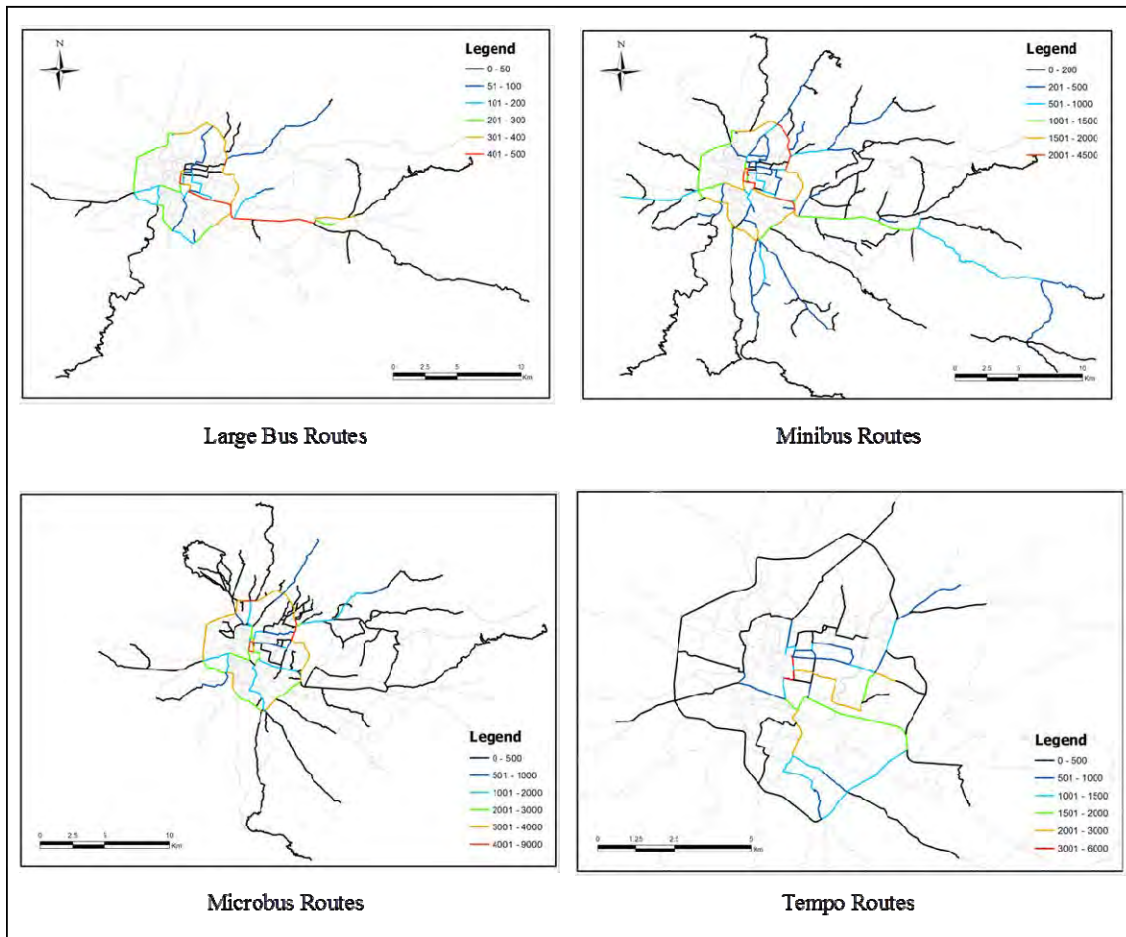 N
Legend
0 - 50
51 - 100
101 - 200
201 - 300
301 - 400
401 - 500
0 2.5 5 10
Km
Large Bus Routes
N
Legend
0 - 200
201 - 500
501 - 1000
1001 - 1500
1501 - 2000
2001 - 4500
0 2.5 5 10
Km
Minibus Routes
Legend
0 - 500
501 - 1000
1001 - 2000
2001 - 3000
3001 - 4000
4001 - 9000
0 2.5 5 10
Km
Microbus Routes
Legend
0 - 500
501 - 1000
1001 - 1500
1501 - 2000
2001 - 3000
3001 - 6000
0 1.25 2.5 5
Km
Tempo Routes